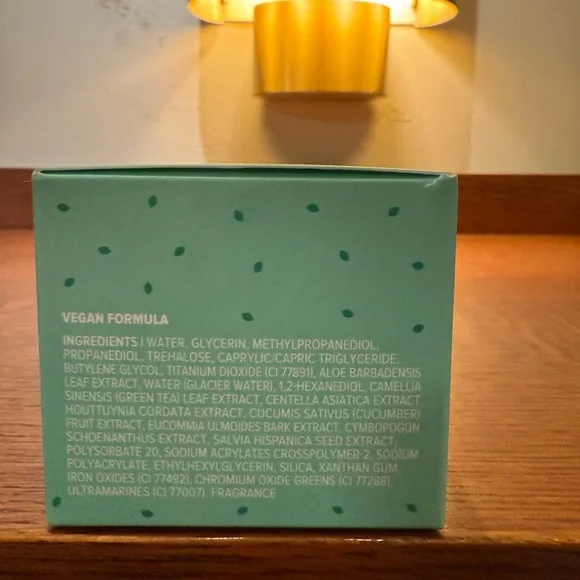 VEGAN FORMULA
INGREDIENTS | WATER, GLYCERIN, METHYLPROPANEDIOL,
PROPANEDIOL, TREHALOSE, CAPRYLIC/CAPRIC TRIGLYCERIDE,
BUTYLENE GLYCOL, TITANIUM DIOXIDE (CI 77891), ALOE BARBADENSIS
LEAF EXTRACT, WATER (GLACIER WATER), 1,2-HEXANEDIOL, CAMELLIA
SINENSIS (GREEN TEA) LEAF EXTRACT, CENTELLA ASIATICA EXTRACT,
HOUTTUYNIA CORDATA EXTRACT, CUCUMIS SATIVUS (CUCUMBER)
FRUIT EXTRACT, EUCOMMIA ULMOIDES BARK EXTRACT, CYMBOPOGON
SCHOENANTHUS EXTRACT, SALVIA HISPANICA SEED EXTRACT,
POLYSORBATE 20, SODIUM ACRYLATES CROSSPOLYMER-2, SODIUM
POLYACRYLATE, ETHYLHEXYLGLYCERIN, SILICA, XANTHAN GUM,
IRON OXIDES (CI 77492), CHROMIUM OXIDE GREENS (CI 77288),
ULTRAMARINES (CI 77007), FRAGRANCE